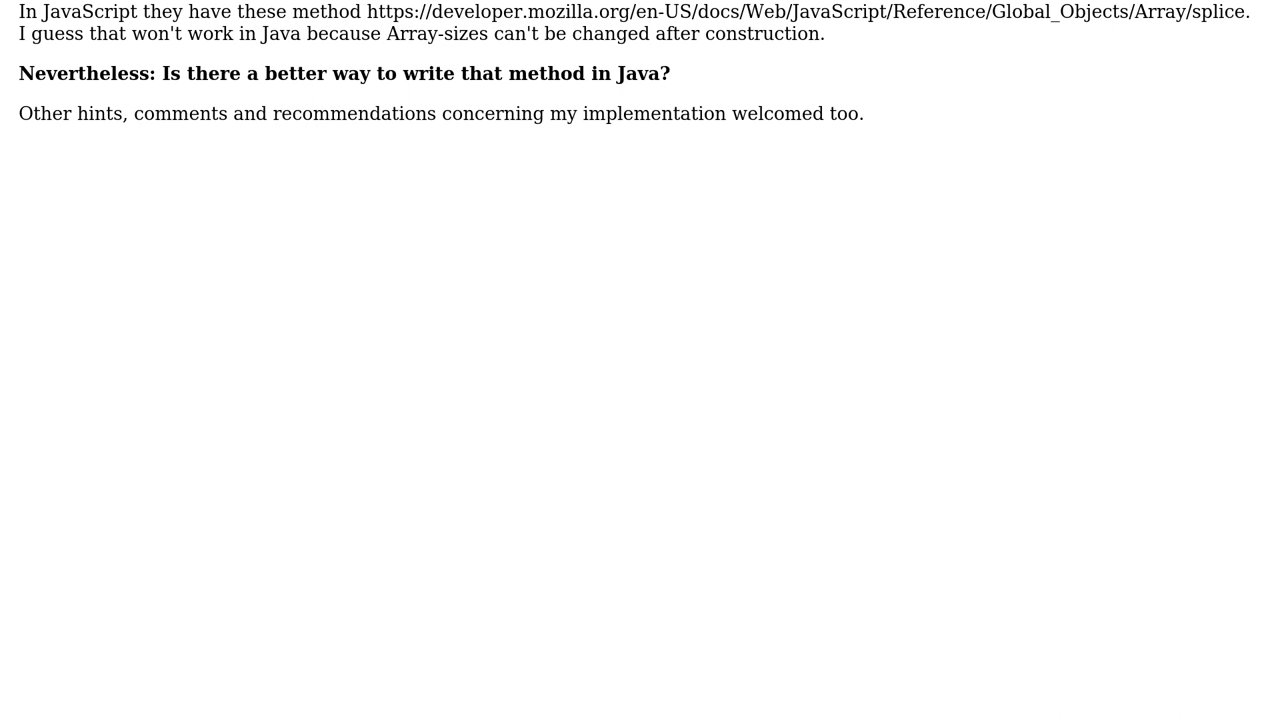 In JavaScript they have these method https://developer.mozilla.org/en-US/docs/Web/JavaScript/Reference/Global_Objects/Array/splice.
I guess that won't work in Java because Array-sizes can't be changed after construction.
Nevertheless: Is there a better way to write that method in Java?
Other hints, comments and recommendations concerning my implementation welcomed too.